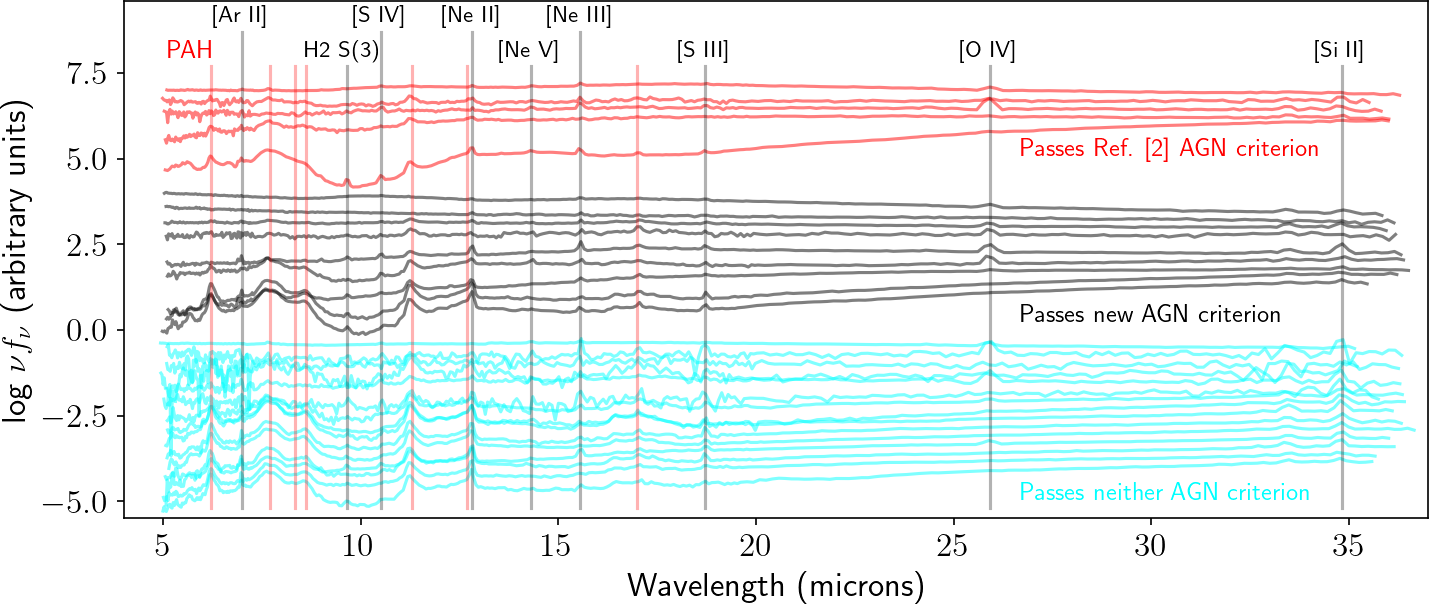 [Ar II] [S IV] [Ne II] [Ne III]
PAH H2 S(3) [Ne V] [S III] [O IV] [Si II]
7.5
5.0
2.5
0.0
−2.5
−5.0
log νfν (arbitrary units)
Passes Ref. [2] AGN criterion
Passes new AGN criterion
Passes neither AGN criterion
5 10 15 20 25 30 35
Wavelength (microns)